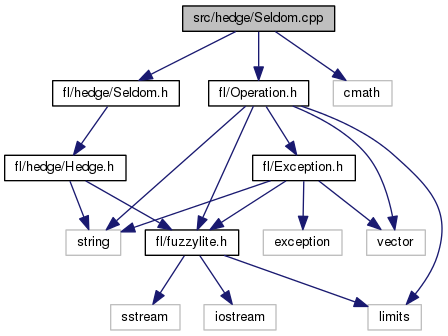 src/hedge/Seldom.cpp
fl/hedge/Seldom.h
fl/Operation.h
cmath
fl/hedge/Hedge.h
fl/Exception.h
string
fl/fuzzylite.h
exception
vector
sstream
iostream
limits